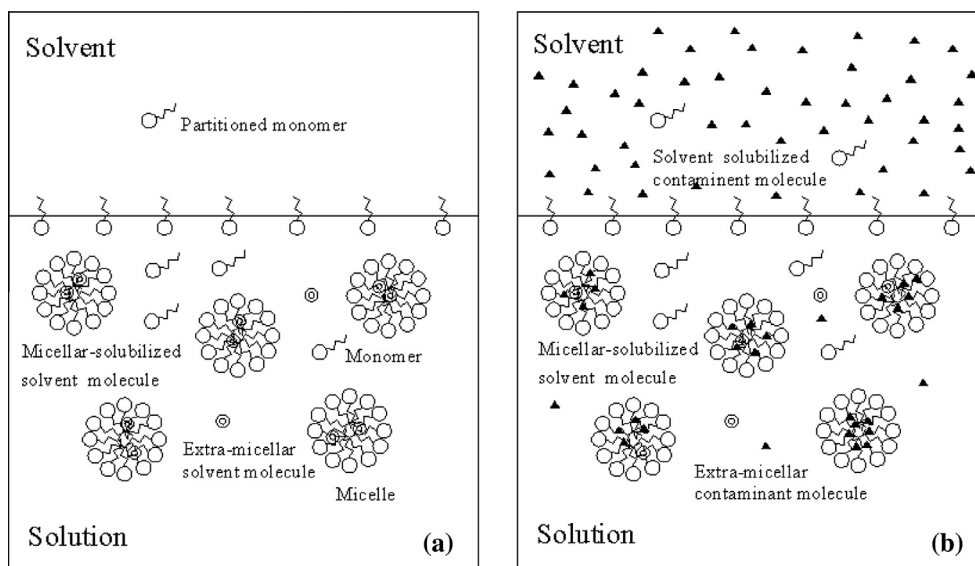 Solvent
Partitioned monomer
Micellar-solubilized
solvent molecule
Monomer
Extra-micellar
solvent molecule
Micelle
Solution
(a)
Solvent
Solvent solubilized
contaminent molecule
Micellar-solubilized
solvent molecule
Extra-micellar
contaminant molecule
Solution
(b)